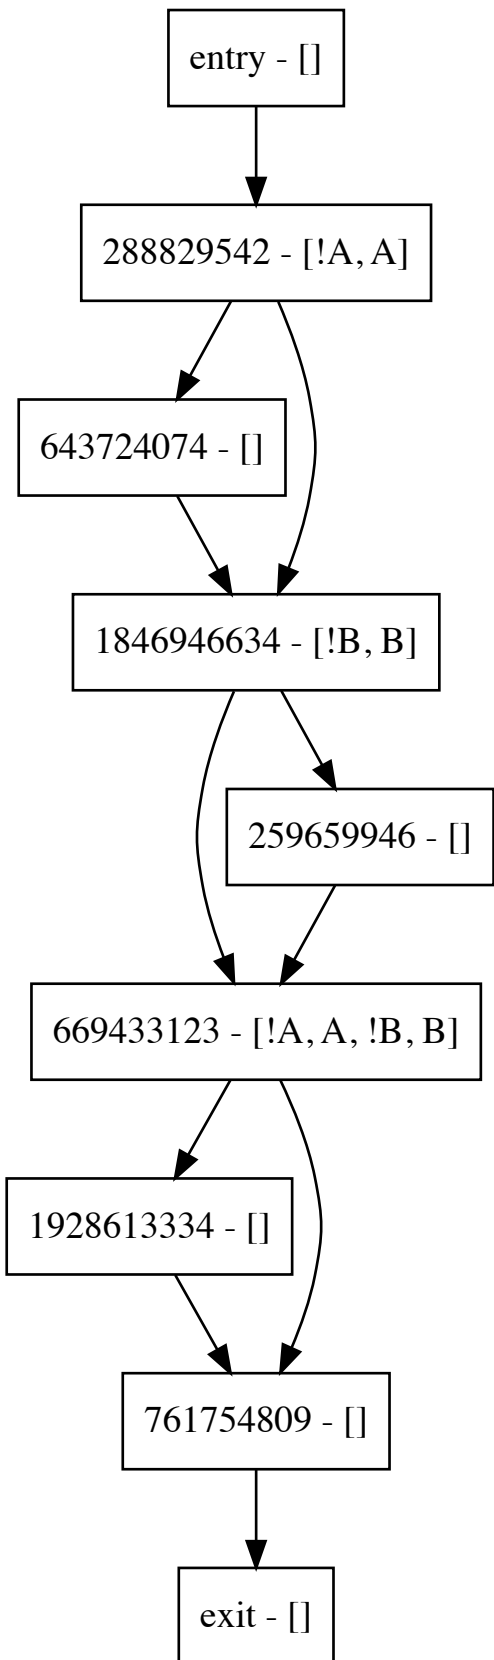 entry - []
288829542 - [!A, A]
643724074 - []
1846946634 - [!B, B]
259659946 - []
669433123 - [!A, A, !B, B]
1928613334 - []
761754809 - []
exit - []